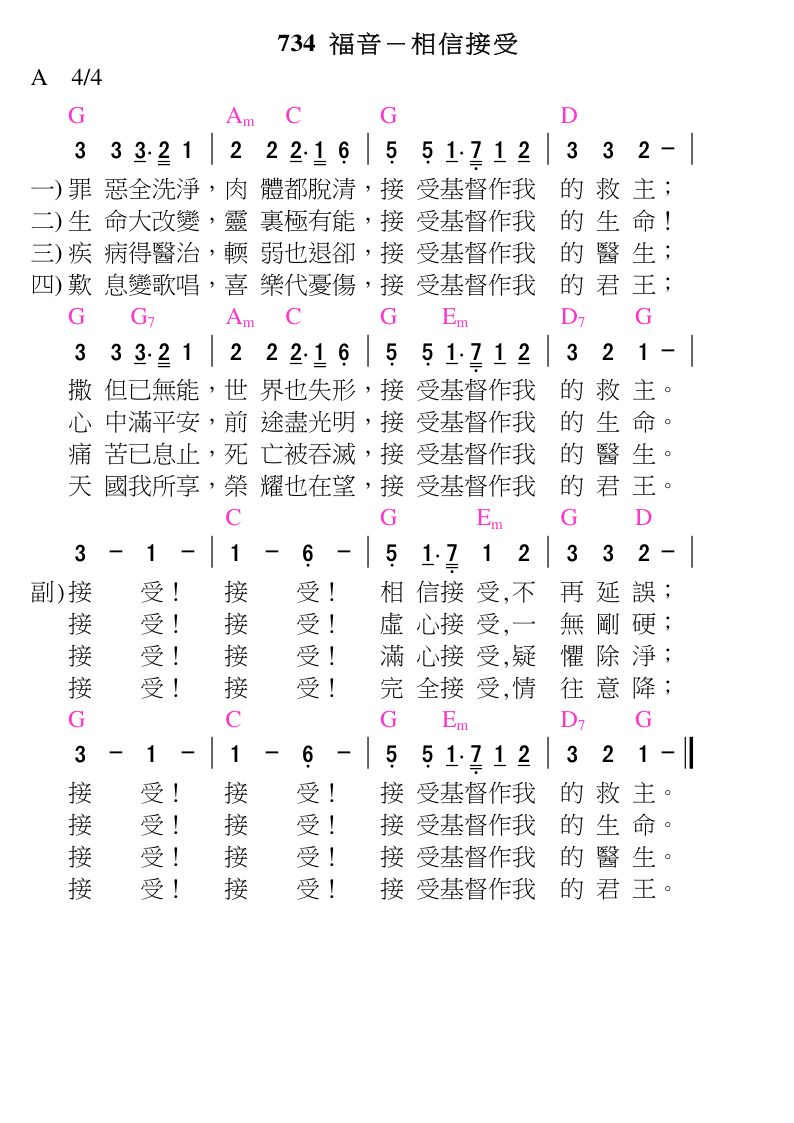 734 福音－相信接受
A 4/4
G Am C G D
3 3 3· 2 1 | 2 2 2· 1 6 | 5 5 1· 7 1 2 | 3 3 2 − |
一) 罪 惡全洗淨，肉 體都脫清，接 受基督作我 的 救 主；
二) 生 命大改變，靈 裏極有能，接 受基督作我 的 生 命！
三) 疾 病得醫治，輭 弱也退卻，接 受基督作我 的 醫 生；
四) 歎 息變歌唱，喜 樂代憂傷，接 受基督作我 的 君 王；
G G7 Am C G Em D7 G
3 3 3· 2 1 | 2 2 2· 1 6 | 5 5 1· 7 1 2 | 3 2 1 − |
撒 但已無能，世 界也失形，接 受基督作我 的 救 主。
心 中滿平安，前 途盡光明，接 受基督作我 的 生 命。
痛 苦已息止，死 亡被吞滅，接 受基督作我 的 醫 生。
天 國我所享，榮 耀也在望，接 受基督作我 的 君 王。
C G Em G D
3 − 1 − | 1 − 6 − | 5 1· 7 1 2 | 3 3 2 − |
副) 接 受！ 接 受！ 相 信接 受,不 再 延 誤；
接 受！ 接 受！ 虛 心接 受,一 無 剛 硬；
接 受！ 接 受！ 滿 心接 受,疑 懼 除 淨；
接 受！ 接 受！ 完 全接 受,情 往 意 降；
G C G Em D7 G
3 − 1 − | 1 − 6 − | 5 5 1· 7 1 2 | 3 2 1 − ‖
接 受！ 接 受！ 接 受基督作我 的 救 主。
接 受！ 接 受！ 接 受基督作我 的 生 命。
接 受！ 接 受！ 接 受基督作我 的 醫 生。
接 受！ 接 受！ 接 受基督作我 的 君 王。